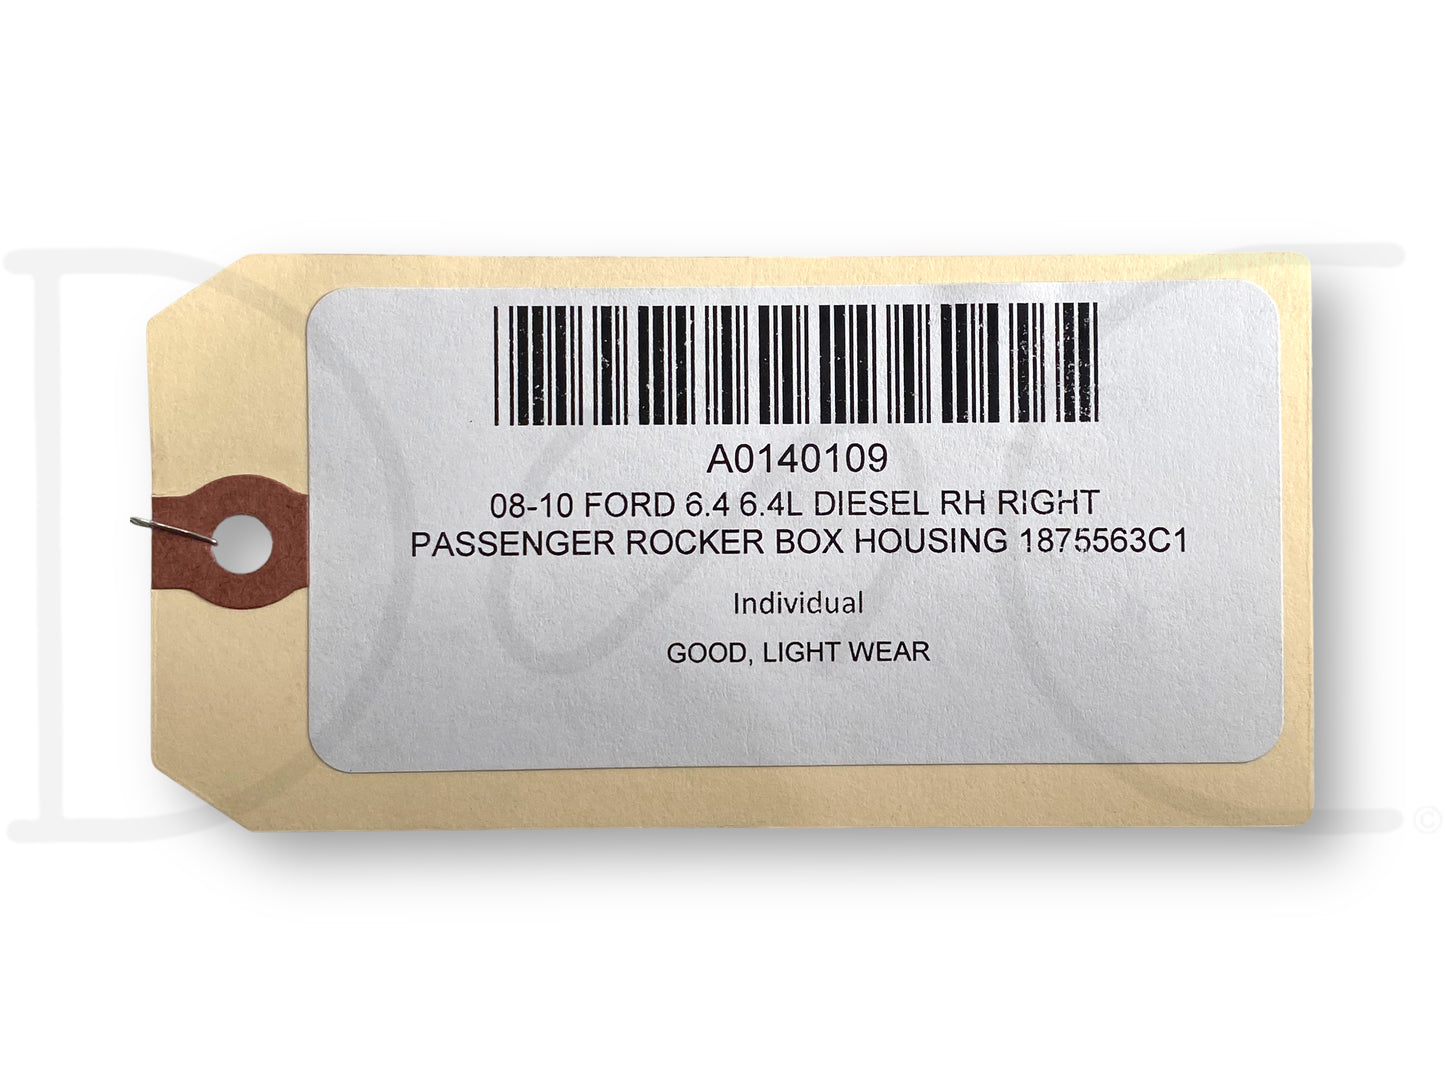 A0140109
08-10 FORD 6.4 6.4L DIESEL RH RIGHT
PASSENGER ROCKER BOX HOUSING 1875563C1
Individual
GOOD, LIGHT WEAR
©